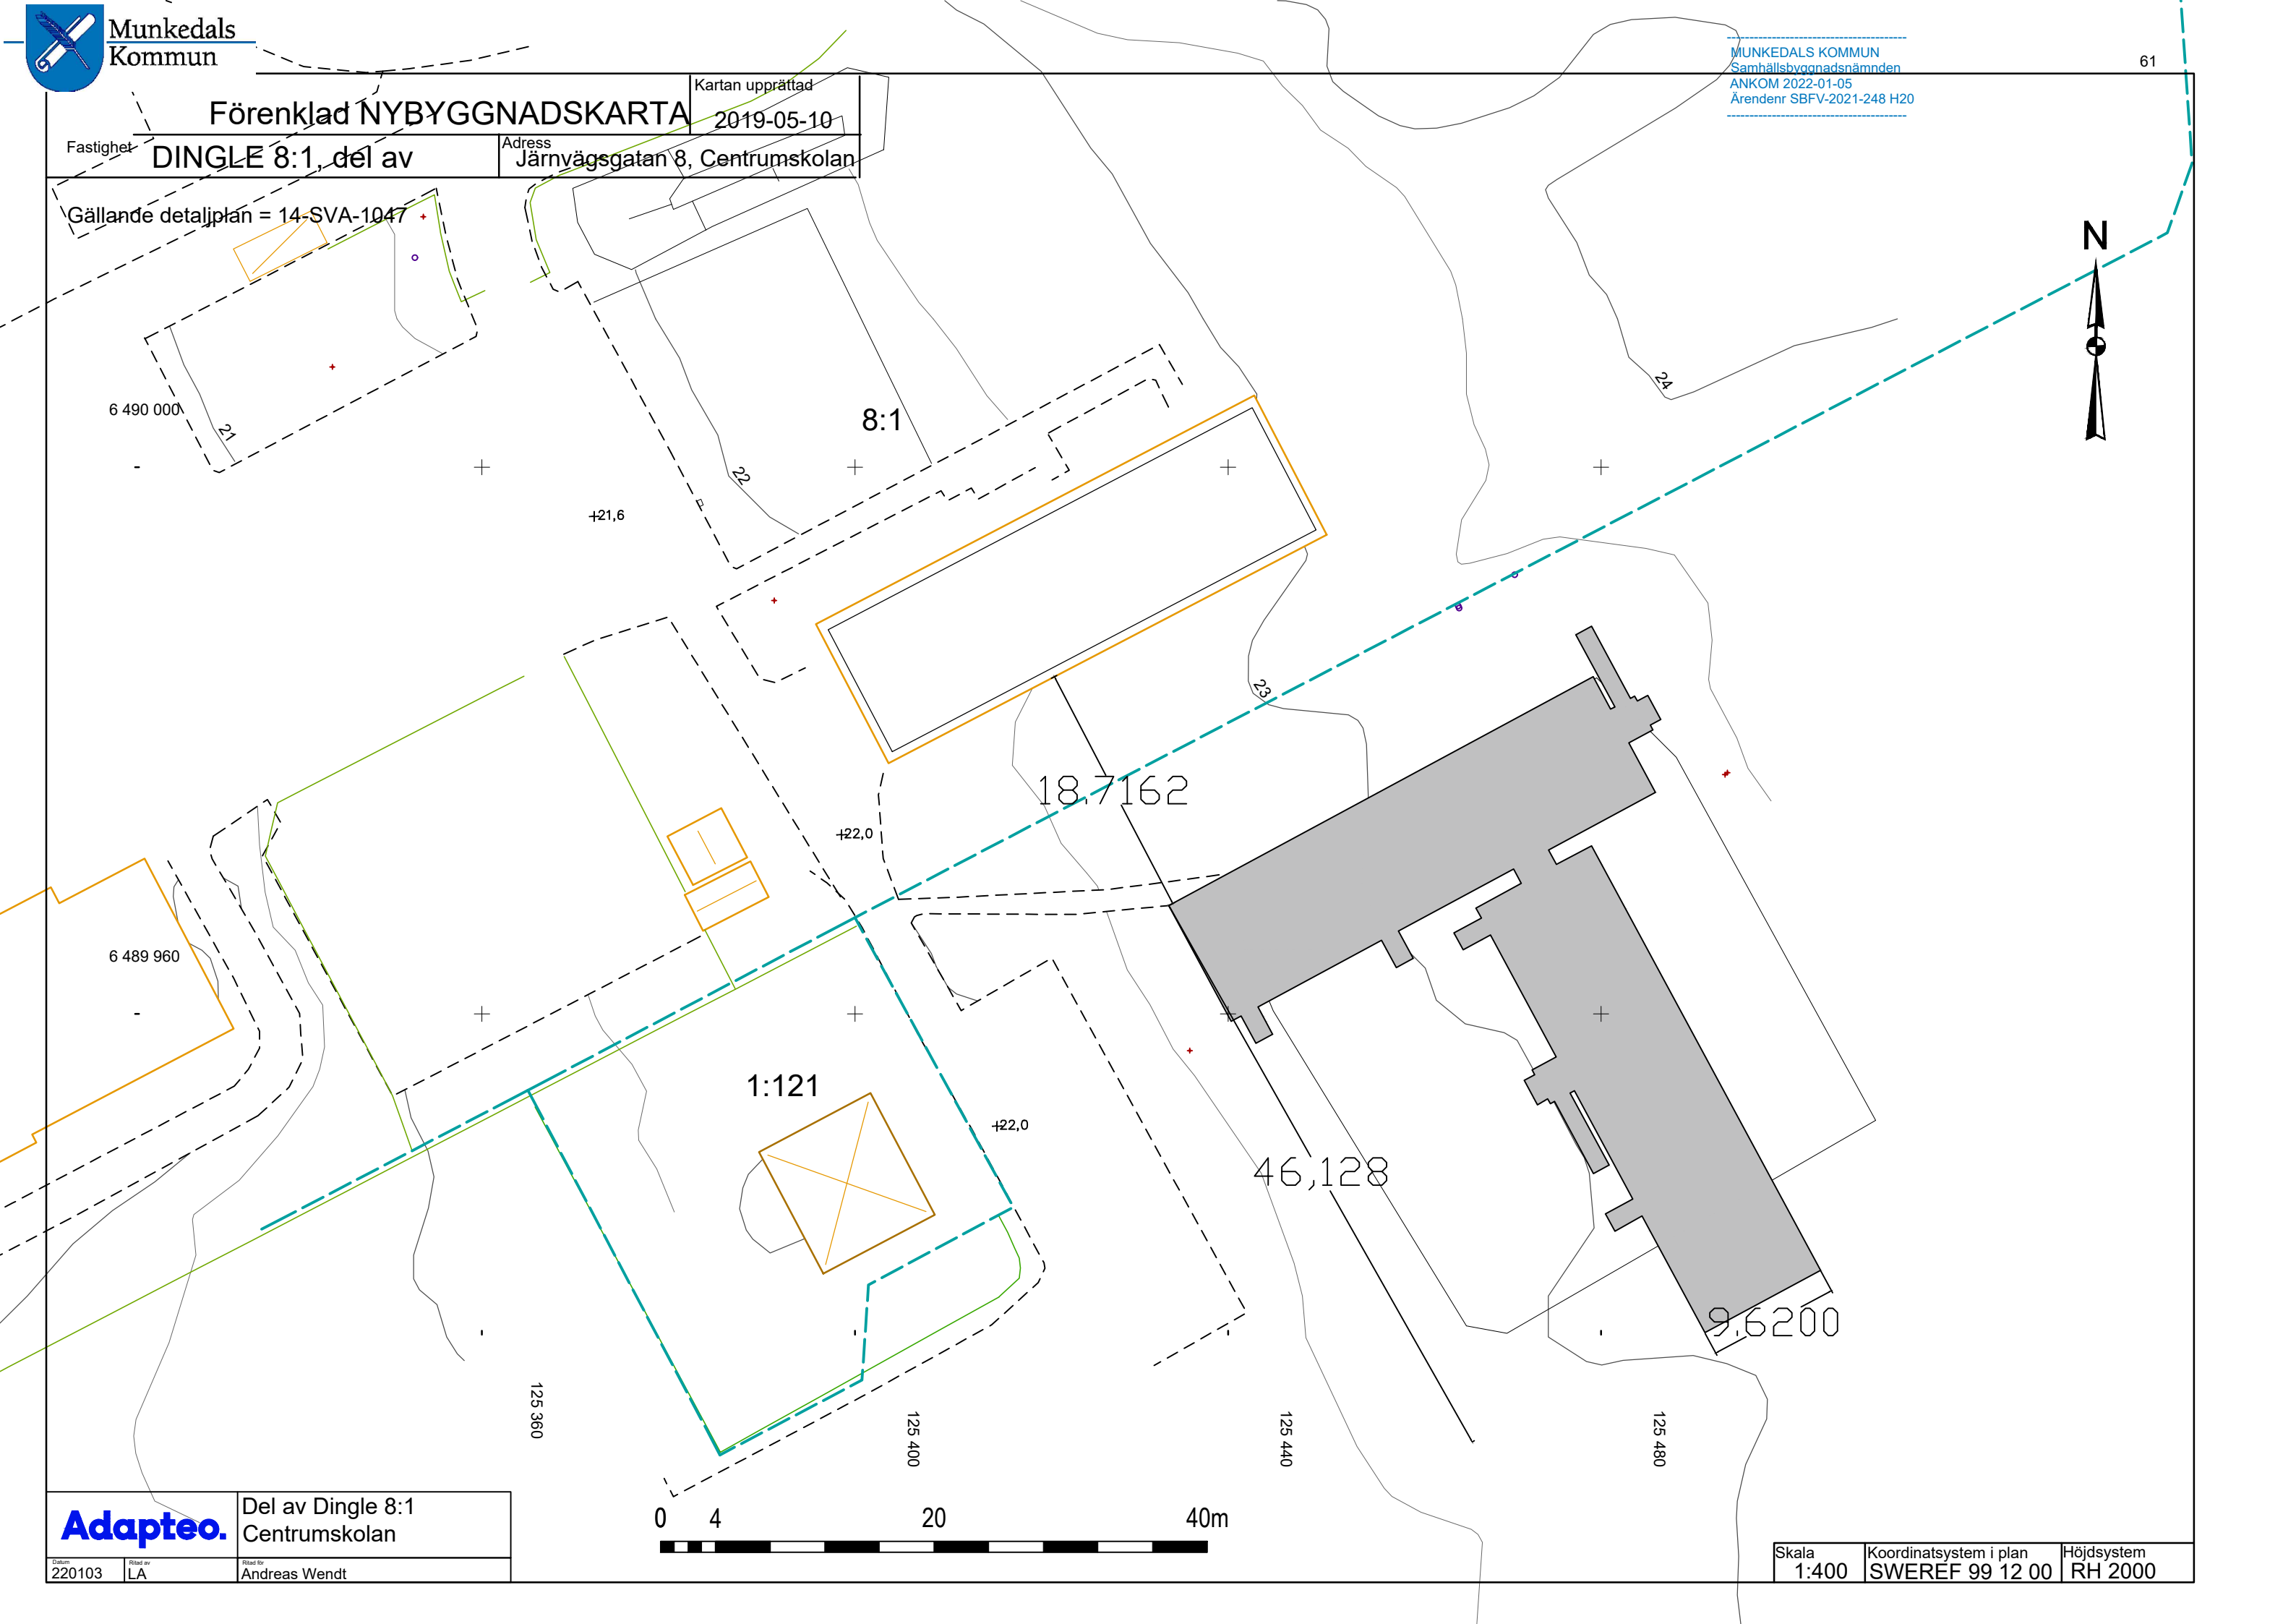 Munkedals
Kommun
MUNKEDALS KOMMUN
Samhällsbyggnadsnämnden
ANKOM 2022-01-05
Ärendenr SBFV-2021-248 H20
61
Förenklad NYBYGGNADSKARTA
Kartan upprättad
2019-05-10
Fastighet
DINGLE 8:1, del av
Adress
Järnvägsgatan 8, Centrumskolan
Gällande detaljplan = 14-SVA-1047
N
24
6 490 000
21
8:1
22
21,6
23
18,7162
22,0
6 489 960
1:121
22,0
46,128
9,6200
125 360
125 400
125 440
125 480
Adapteo.
Del av Dingle 8:1
Centrumskolan
Datum
220103
Ritad av
LA
Ritad för
Andreas Wendt
0 4 20 40m
Skala
1:400
Koordinatsystem i plan
SWEREF 99 12 00
Höjdsystem
RH 2000